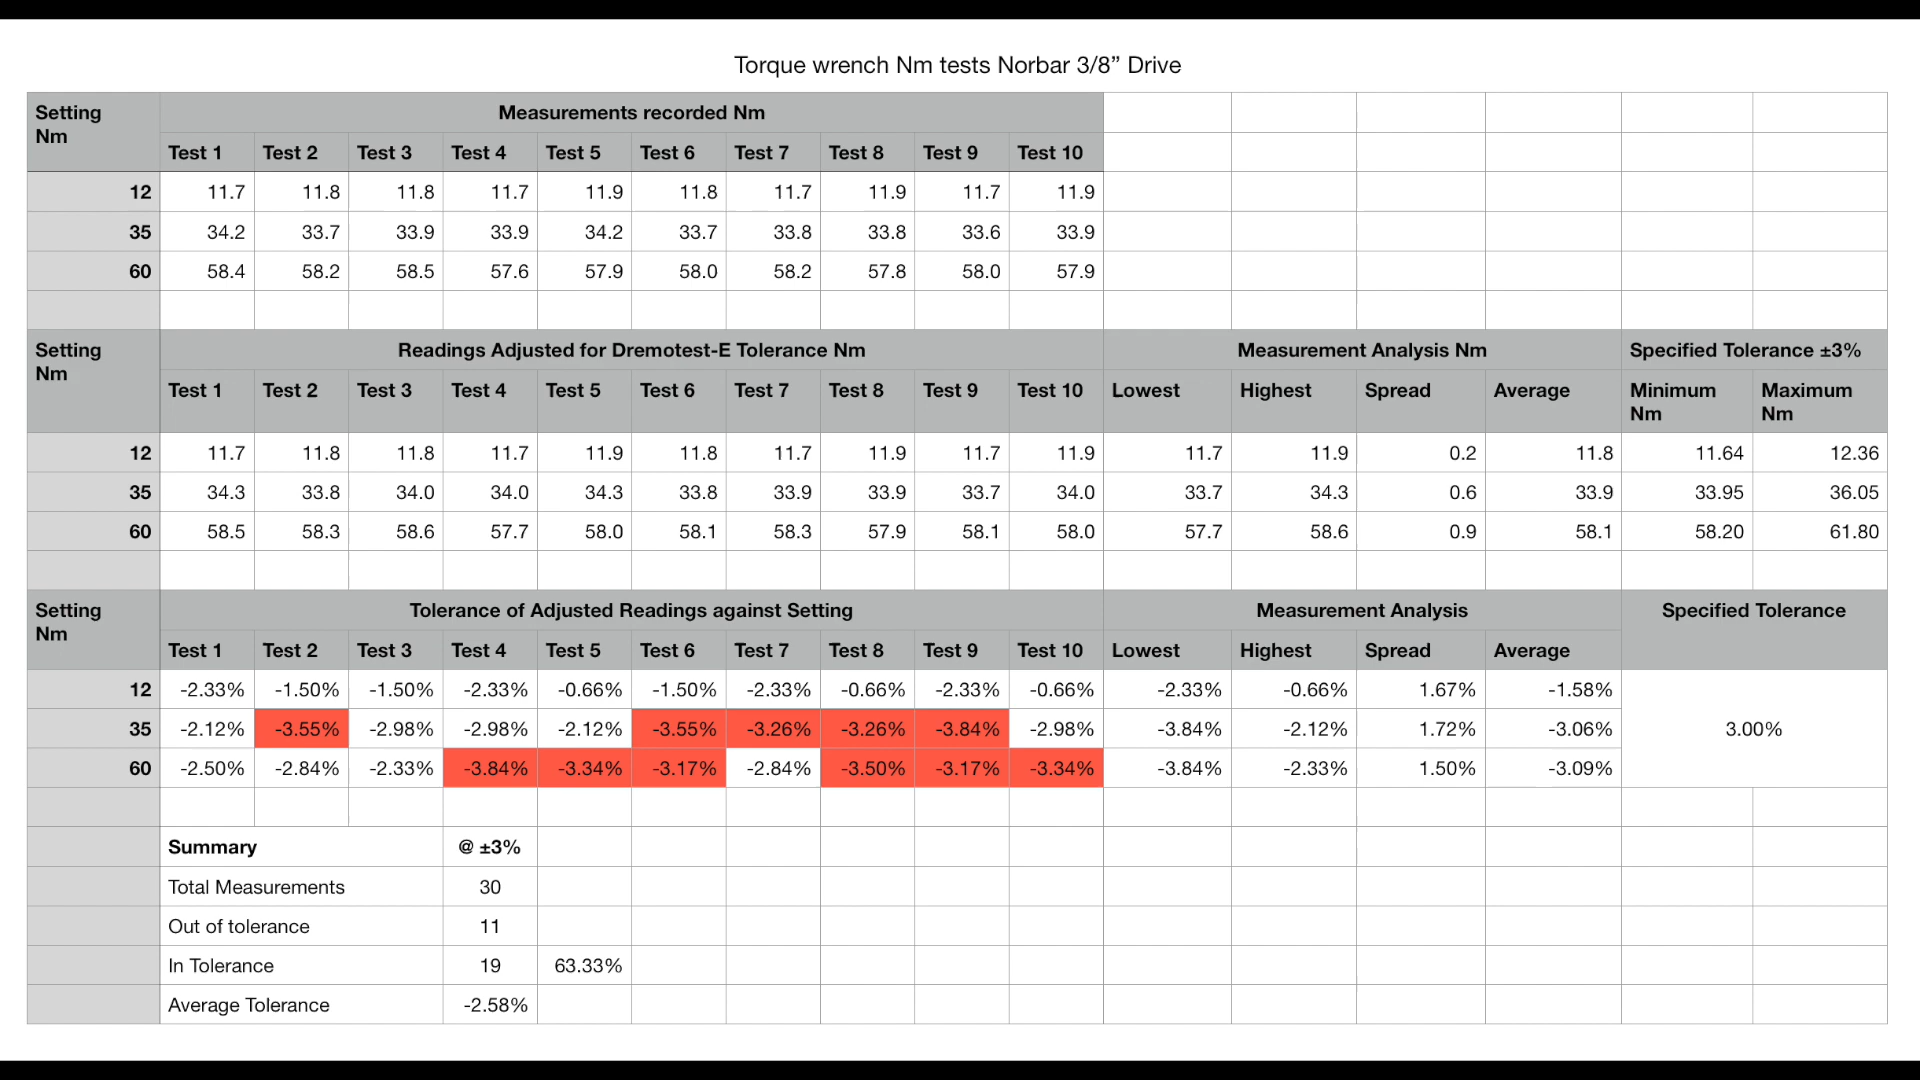 Torque wrench Nm tests Norbar 3/8” Drive
Setting Nm Measurements recorded Nm
Test 1 Test 2 Test 3 Test 4 Test 5 Test 6 Test 7 Test 8 Test 9 Test 10
12 11.7 11.8 11.8 11.7 11.9 11.8 11.7 11.9 11.7 11.9
35 34.2 33.7 33.9 33.9 34.2 33.7 33.8 33.8 33.6 33.9
60 58.4 58.2 58.5 57.6 57.9 58.0 58.2 57.8 58.0 57.9
Setting Nm Readings Adjusted for Dremotest-E Tolerance Nm Measurement Analysis Nm Specified Tolerance ±3%
Test 1 Test 2 Test 3 Test 4 Test 5 Test 6 Test 7 Test 8 Test 9 Test 10 Lowest Highest Spread Average Minimum Nm Maximum Nm
12 11.7 11.8 11.8 11.7 11.9 11.8 11.7 11.9 11.7 11.9 11.7 11.9 0.2 11.8 11.64 12.36
35 34.3 33.8 34.0 34.0 34.3 33.8 33.9 33.9 33.7 34.0 33.7 34.3 0.6 33.9 33.95 36.05
60 58.5 58.3 58.6 57.7 58.0 58.1 58.3 57.9 58.1 58.0 57.7 58.6 0.9 58.1 58.20 61.80
Setting Nm Tolerance of Adjusted Readings against Setting Measurement Analysis Specified Tolerance
Test 1 Test 2 Test 3 Test 4 Test 5 Test 6 Test 7 Test 8 Test 9 Test 10 Lowest Highest Spread Average
12 -2.33% -1.50% -1.50% -2.33% -0.66% -1.50% -2.33% -0.66% -2.33% -0.66% -2.33% -0.66% 1.67% -1.58%
35 -2.12% -3.55% -2.98% -2.98% -2.12% -3.55% -3.26% -3.26% -3.84% -2.98% -3.84% -2.12% 1.72% -3.06% 3.00%
60 -2.50% -2.84% -2.33% -3.84% -3.34% -3.17% -2.84% -3.50% -3.17% -3.34% -3.84% -2.33% 1.50% -3.09%
Summary @ ±3%
Total Measurements 30
Out of tolerance 11
In Tolerance 19 63.33%
Average Tolerance -2.58%